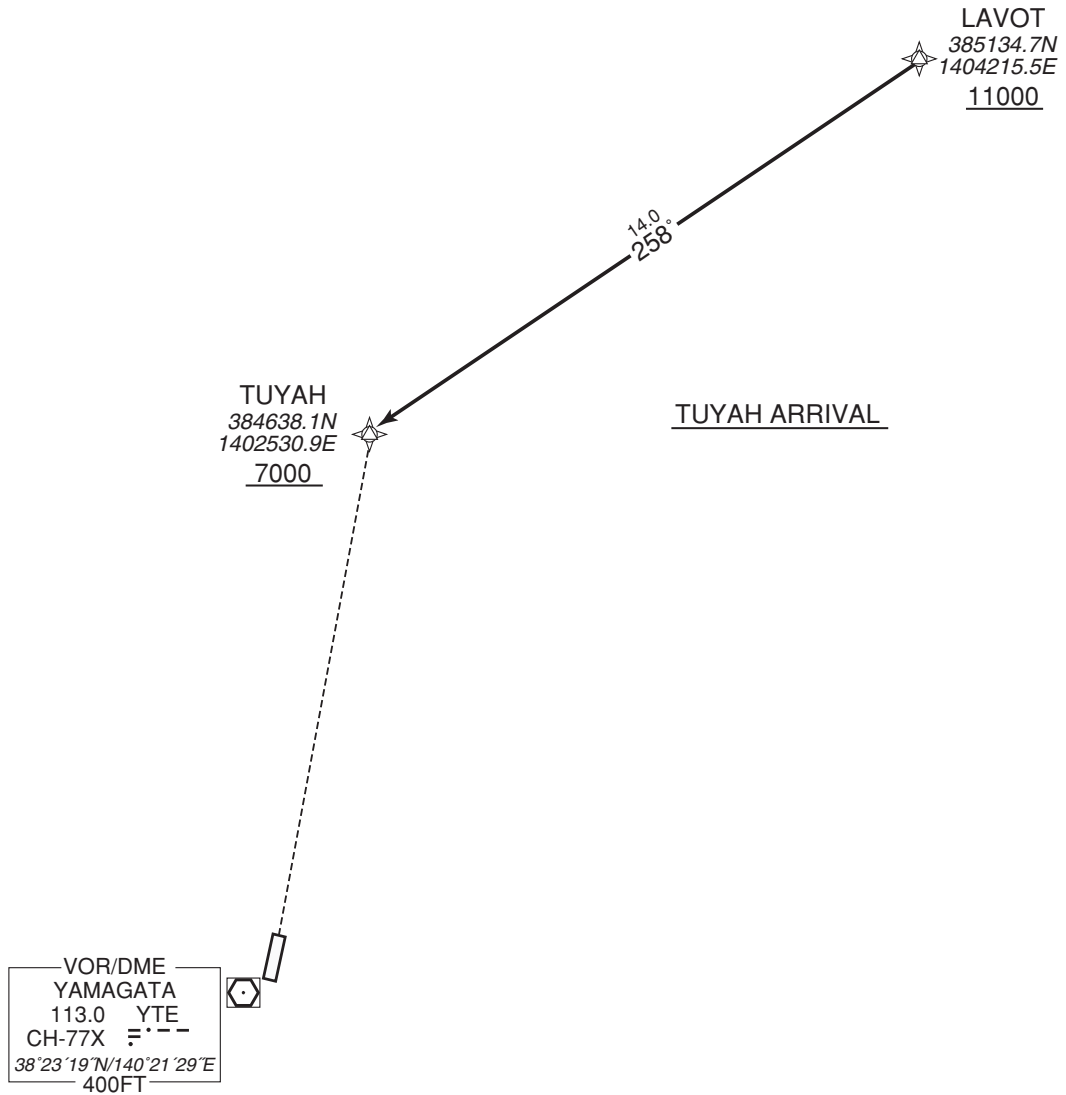 LAVOT
385134.7N
1404215.5E
11000
14.0
258°
TUYAH
384638.1N
1402530.9E
7000
TUYAH ARRIVAL
VOR/DME
YAMAGATA
113.0 YTE
CH-77X
38°23´19˝N/140°21´29˝E
400FT